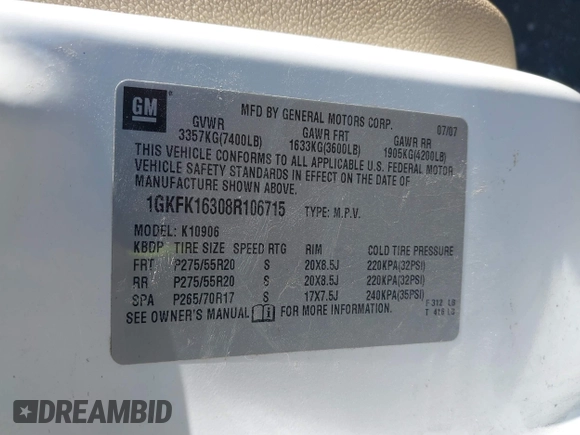 GM
MFD BY GENERAL MOTORS CORP. 07/07
GVWR GAWR FRT GAWR RR
3357KG(7400LB) 1633KG(3600LB) 1905KG(4200LB)
THIS VEHICLE CONFORMS TO ALL APPLICABLE U.S. FEDERAL MOTOR
VEHICLE SAFETY STANDARDS IN EFFECT ON THE DATE OF
MANUFACTURE SHOWN ABOVE.
1GKFK16308R106715 TYPE: M.P.V.
MODEL: K10906
KBDP TIRE SIZE SPEED RTG RIM COLD TIRE PRESSURE
FRT P275/55R20 S 20X8.5J 220KPA(32PSI)
RR P275/55R20 S 20X8.5J 220KPA(32PSI)
SPA P265/70R17 S 17X7.5J 240KPA(35PSI)
SEE OWNER'S MANUAL FOR MORE INFORMATION.
F 312 LB
DREAMBID